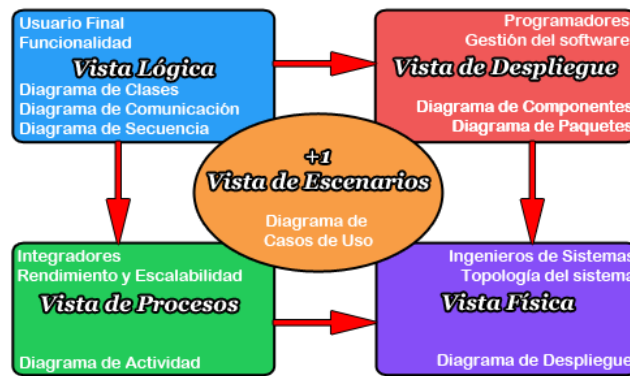 Usuario Final
Funcionalidad
Vista Lógica
Diagrama de Clases
Diagrama de Comunicación
Diagrama de Secuencia
Programadores
Gestión del software
Vista de Despliegue
Diagrama de Componentes
Diagrama de Paquetes
+1
Vista de Escenarios
Diagrama de
Casos de Uso
Integradores
Rendimiento y Escalabilidad
Vista de Procesos
Diagrama de Actividad
Ingenieros de Sistemas
Topología del sistema
Vista Física
Diagrama de Despliegue